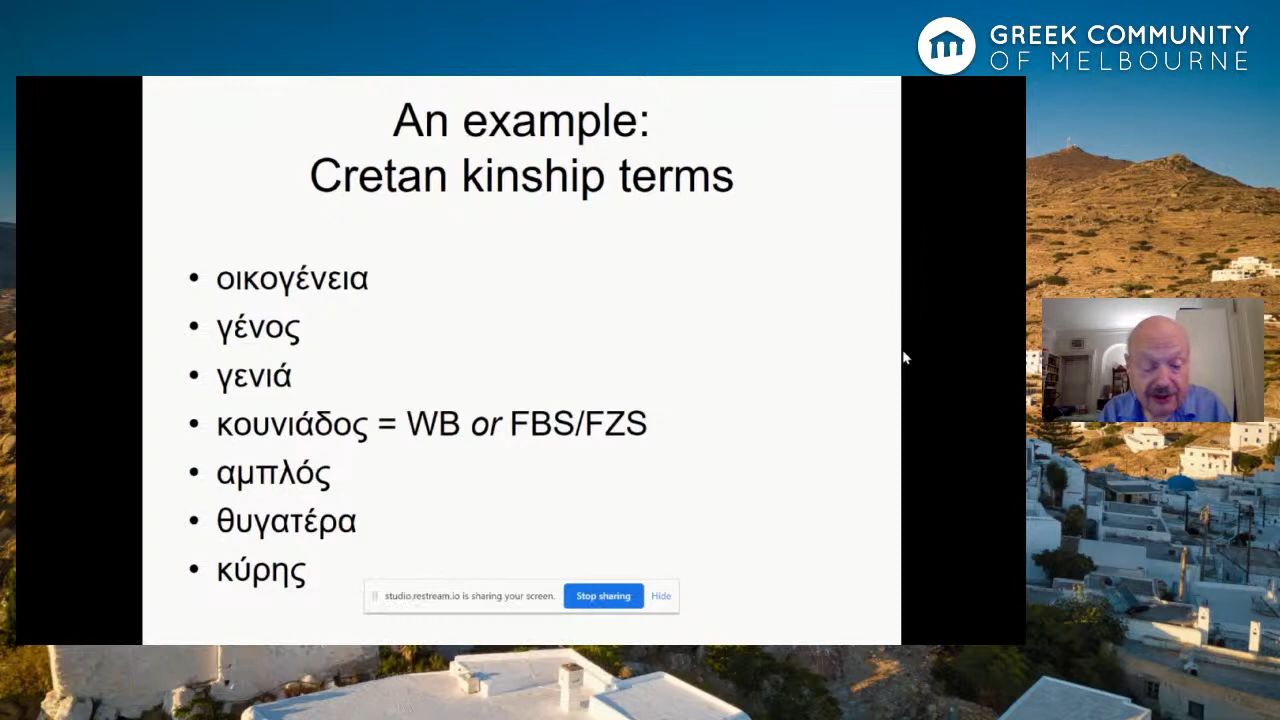 GREEK COMMUNITY
OF MELBOURNE
An example:
Cretan kinship terms
• οικογένεια
• γένος
• γενιά
• κουνιάδος = WB or FBS/FZS
• αμπλός
• θυγατέρα
• κύρης
studio.restream.io is sharing your screen. Stop sharing Hide